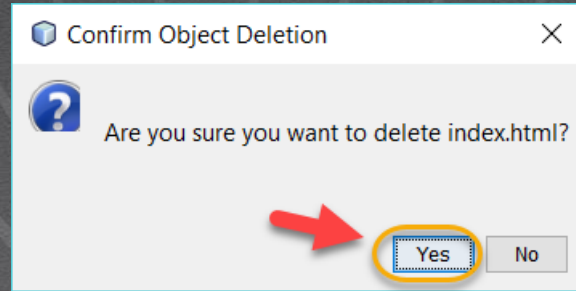 Confirm Object Deletion
Are you sure you want to delete index.html?
Yes No